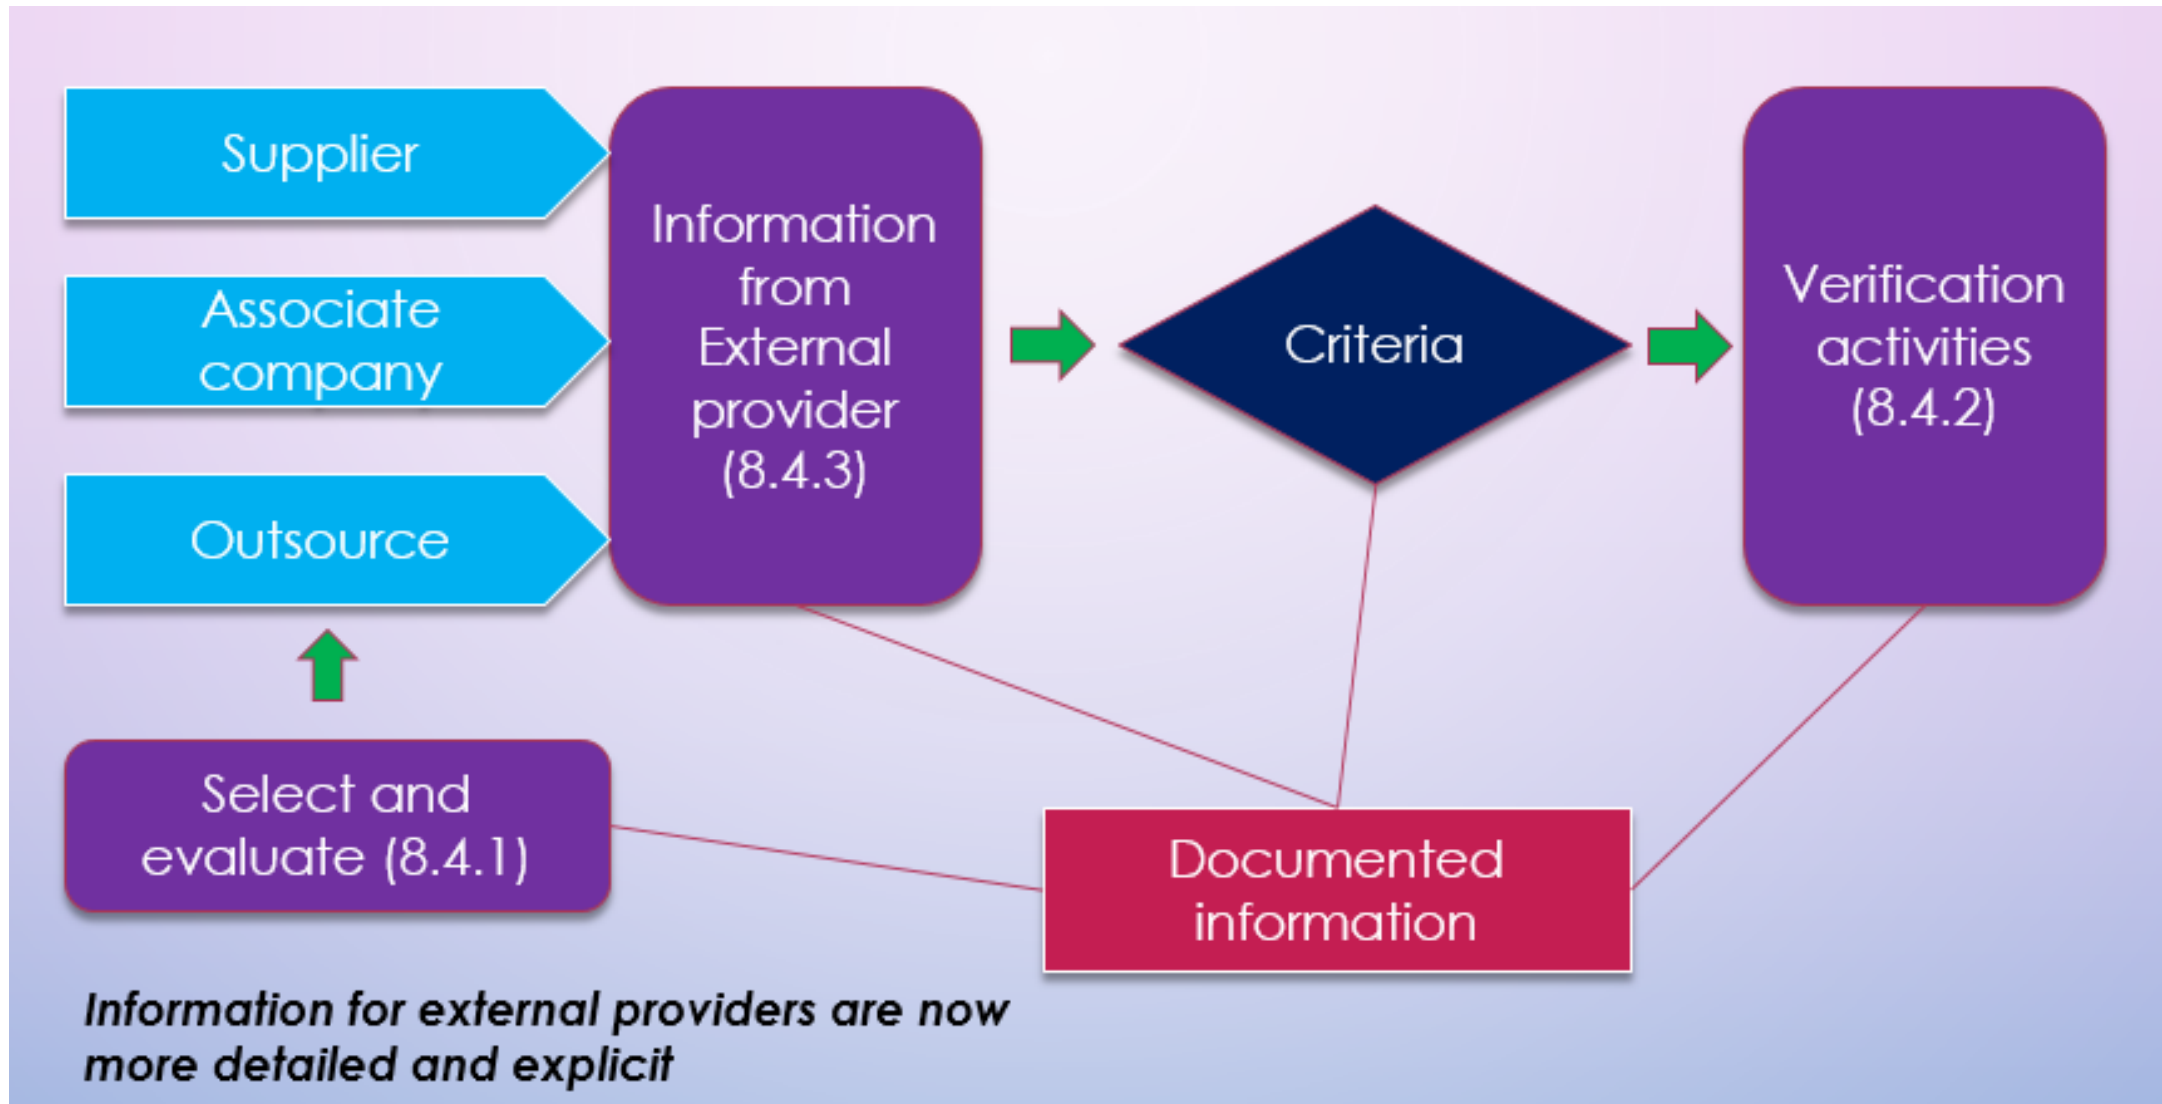 Supplier
Associate
company
Outsource
Information
from
External
provider
(8.4.3)
Criteria
Verification
activities
(8.4.2)
Select and
evaluate (8.4.1)
Documented
information
Information for external providers are now
more detailed and explicit